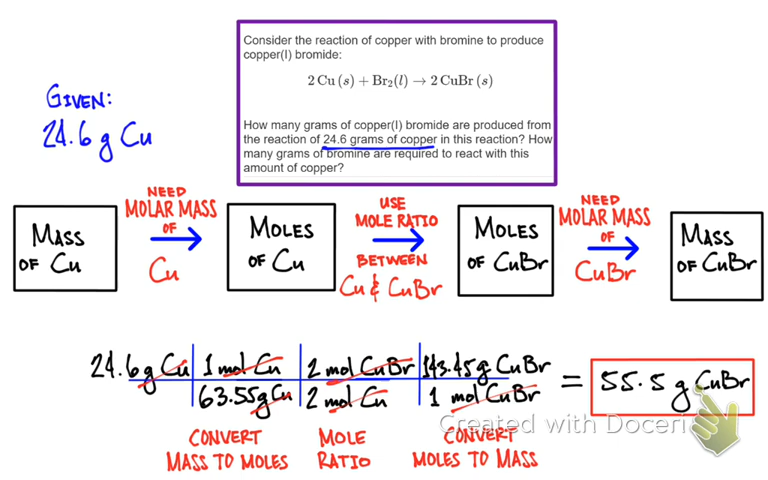 Consider the reaction of copper with bromine to produce
copper(I) bromide:
2 Cu (s) + Br₂(l) → 2 CuBr (s)
How many grams of copper(I) bromide are produced from
the reaction of 24.6 grams of copper in this reaction? How
many grams of bromine are required to react with this
amount of copper?
GIVEN:
24.6 g Cu
MASS
OF Cu
NEED
MOLAR MASS
OF
Cu
MOLES
OF Cu
USE
MOLE RATIO
BETWEEN
Cu & CuBr
MOLES
OF CuBr
NEED
MOLAR MASS
OF
CuBr
MASS
OF CuBr
24.6 g Cu 1 mol Cu 2 mol CuBr 143.45 g CuBr = 55.5 g CuBr
63.55 g Cu 2 mol Cu 1 mol CuBr
Created with Doceri
CONVERT
MASS TO MOLES
MOLE
RATIO
CONVERT
MOLES TO MASS